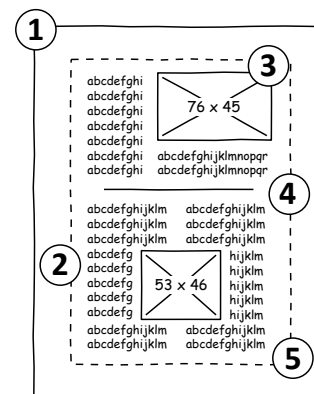 1
3
abcdefghi
abcdefghi
abcdefghi 76 x 45
abcdefghi
abcdefghi
abcdefghi abcdefghijklmnopqr
abcdefghi abcdefghijklmnopqr
4
abcdefghijklm abcdefghijklm
abcdefghijklm abcdefghijklm
abcdefghijklm abcdefghijklm
2
abcdefg hijklm
abcdefg hijklm
abcdefg 53 x 46 hijklm
abcdefg hijklm
abcdefg hijklm
abcdefghijklm abcdefghijklm
abcdefghijklm abcdefghijklm
5